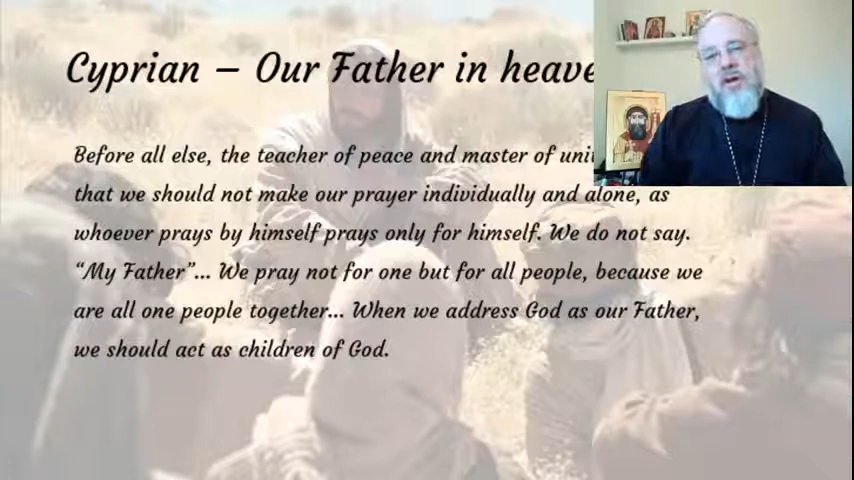 Cyprian – Our Father in heave
Before all else, the teacher of peace and master of uni
that we should not make our prayer individually and alone, as
whoever prays by himself prays only for himself. We do not say.
“My Father”... We pray not for one but for all people, because we
are all one people together... When we address God as our Father,
we should act as children of God.